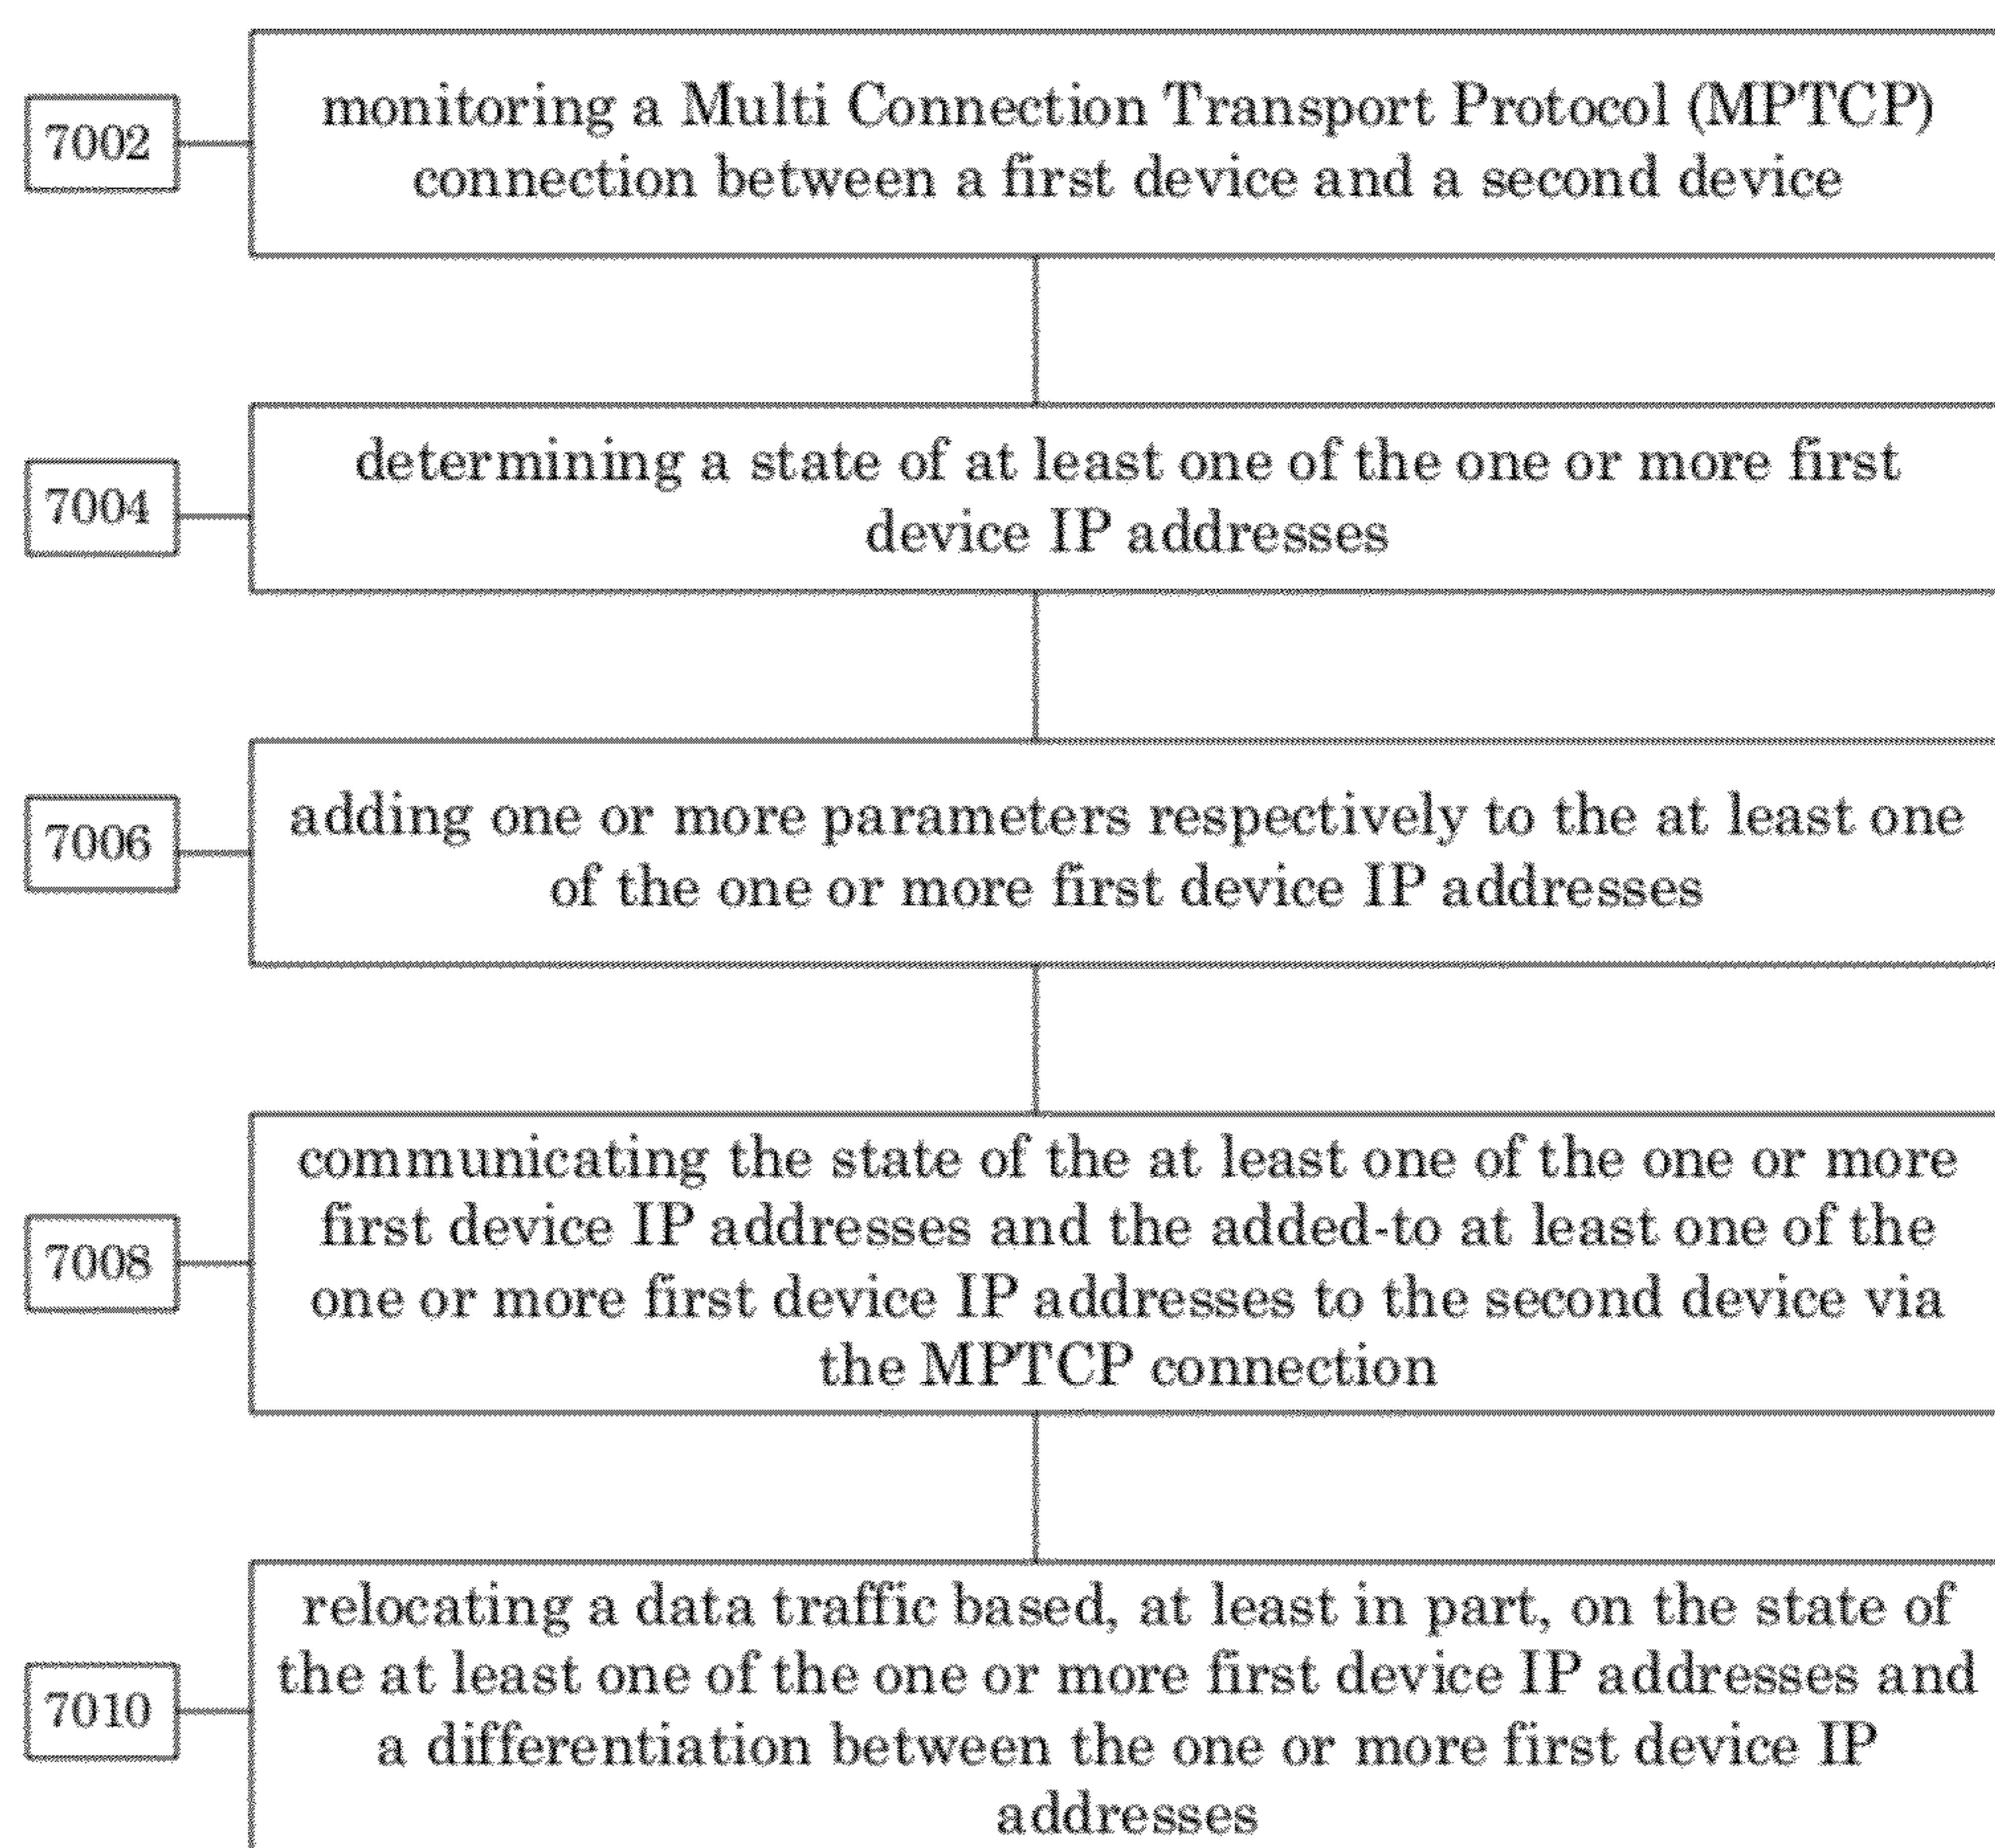 7002
monitoring a Multi Connection Transport Protocol (MPTCP)
connection between a first device and a second device
7004
determining a state of at least one of the one or more first
device IP addresses
7006
adding one or more parameters respectively to the at least one
of the one or more first device IP addresses
7008
communicating the state of the at least one of the one or more
first device IP addresses and the added-to at least one of the
one or more first device IP addresses to the second device via
the MPTCP connection
7010
relocating a data traffic based, at least in part, on the state of
the at least one of the one or more first device IP addresses and
a differentiation between the one or more first device IP
addresses